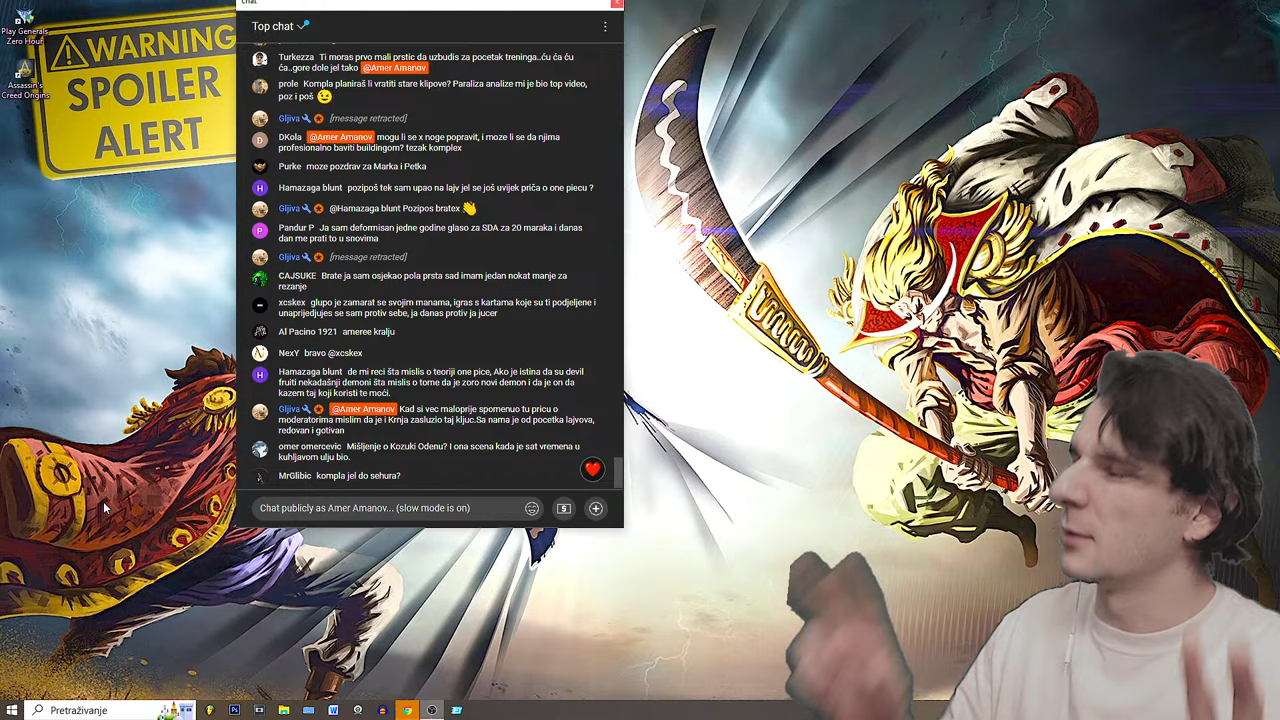 chat
Play Generals
Zero Hour
Assassin's
Creed Origins
WARNING
SPOILER
ALERT
Top chat
Turkezza Ti moras prvo mali prstic da uzbudis za pocetak treninga..ću ća ću
ća..gore dole jel tako @Amer Amanov
prole Kompla planiraš li vratiti stare klipove? Paraliza analize mi je bio top video,
poz i poš
Gljiva [message retracted]
DKola @Amer Amanov mogu li se x noge popravit, i moze li se da njima
profesionalno baviti buildingom? tezak komplex
Purke moze pozdrav za Marka i Petka
H Hamazaga blunt pozipoš tek sam upao na lajv jel se još uvijek priča o one piecu ?
Gljiva @Hamazaga blunt Pozipos bratex
P Pandur P Ja sam deformisan jedne godine glaso za SDA za 20 maraka i danas
dan me prati to u snovima
Gljiva [message retracted]
CAJSUKE Brate ja sam osjekao pola prsta sad imam jedan nokat manje za
rezanje
xcskex glupo je zamarat se svojim manama, igras s kartama koje su ti podjeljene i
unaprijedjujes se sam protiv sebe, ja danas protiv ja jucer
Al Pacino 1921 ameree kralju
NexY bravo @xcskex
H Hamazaga blunt de mi reci šta mislis o teoriji one pice, Ako je istina da su devil
fruiti nekadašnji demoni šta mislis o tome da je zoro novi demon i da je on da
kazem taj koji koristi te moći.
Gljiva @Amer Amanov Kad si vec maloprije spomenuo tu pricu o
moderatorima mislim da je i Krnja zasluzio taj kljuc.Sa nama je od pocetka lajvova,
redovan i gotivan
omer omercevic Mišljenje o Kozuki Odenu? I ona scena kada je sat vremena u
kuhljavom ulju bio.
MrGlibic kompla jel do sehura?
Chat publicly as Amer Amanov... (slow mode is on)
Pretraživanje